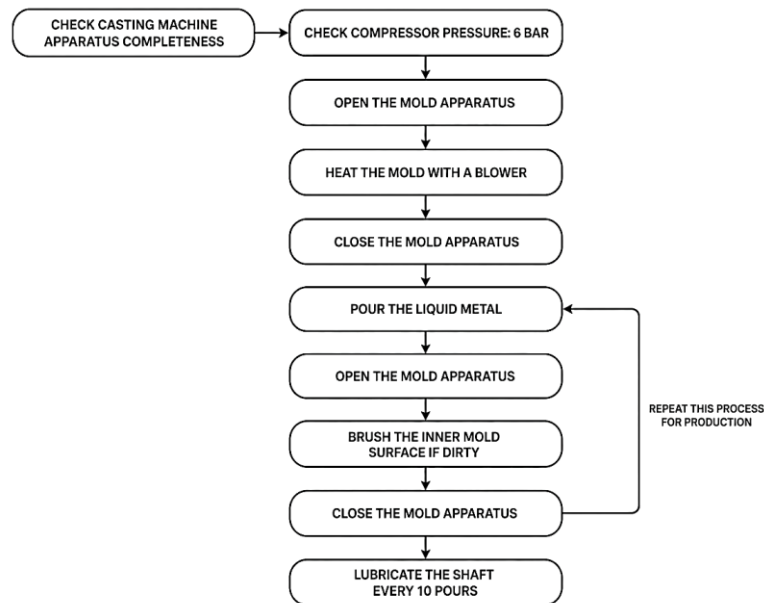 CHECK CASTING MACHINE
APPARATUS COMPLETENESS
CHECK COMPRESSOR PRESSURE: 6 BAR
OPEN THE MOLD APPARATUS
HEAT THE MOLD WITH A BLOWER
CLOSE THE MOLD APPARATUS
POUR THE LIQUID METAL
OPEN THE MOLD APPARATUS
BRUSH THE INNER MOLD
SURFACE IF DIRTY
CLOSE THE MOLD APPARATUS
REPEAT THIS PROCESS
FOR PRODUCTION
LUBRICATE THE SHAFT
EVERY 10 POURS